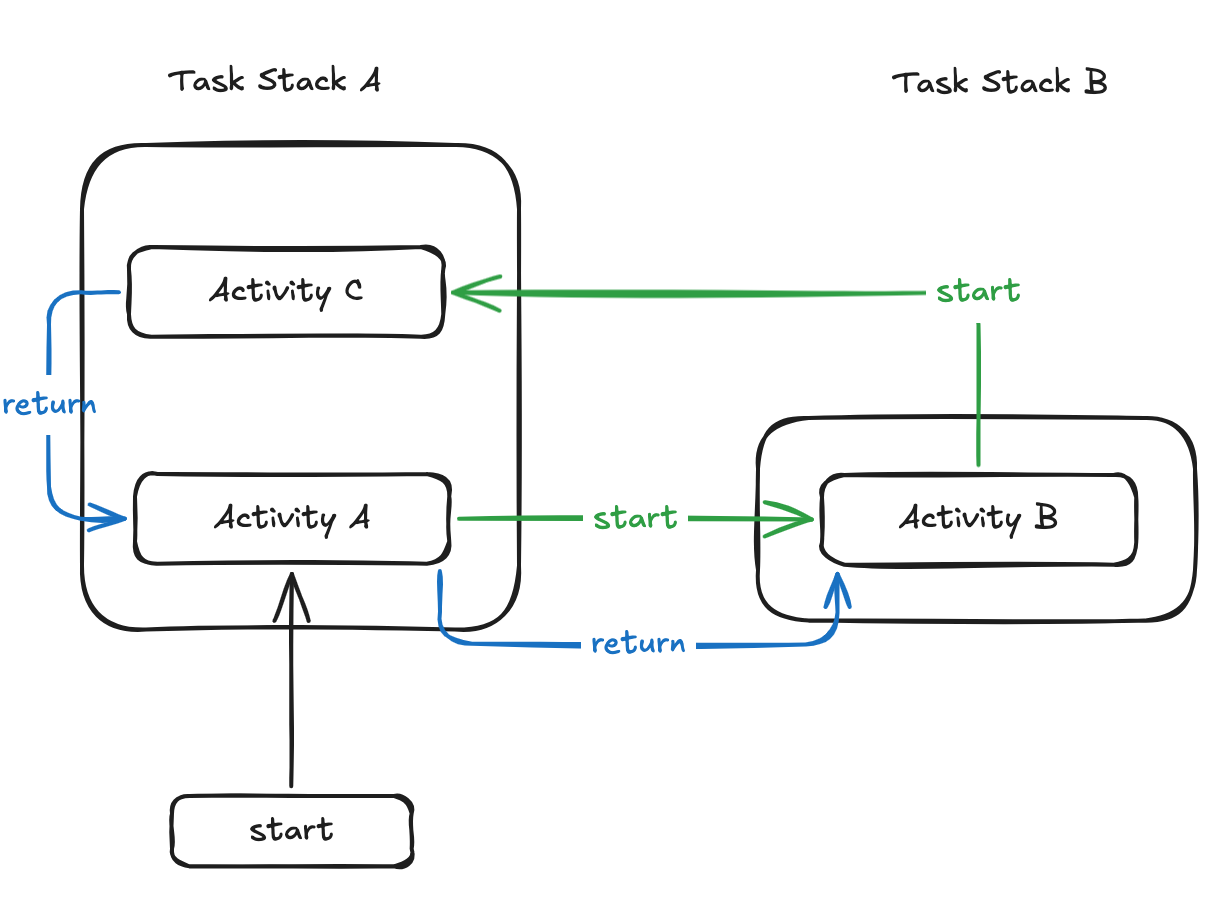 Task Stack A
Task Stack B
Activity C
start
return
Activity A
start
Activity B
return
start